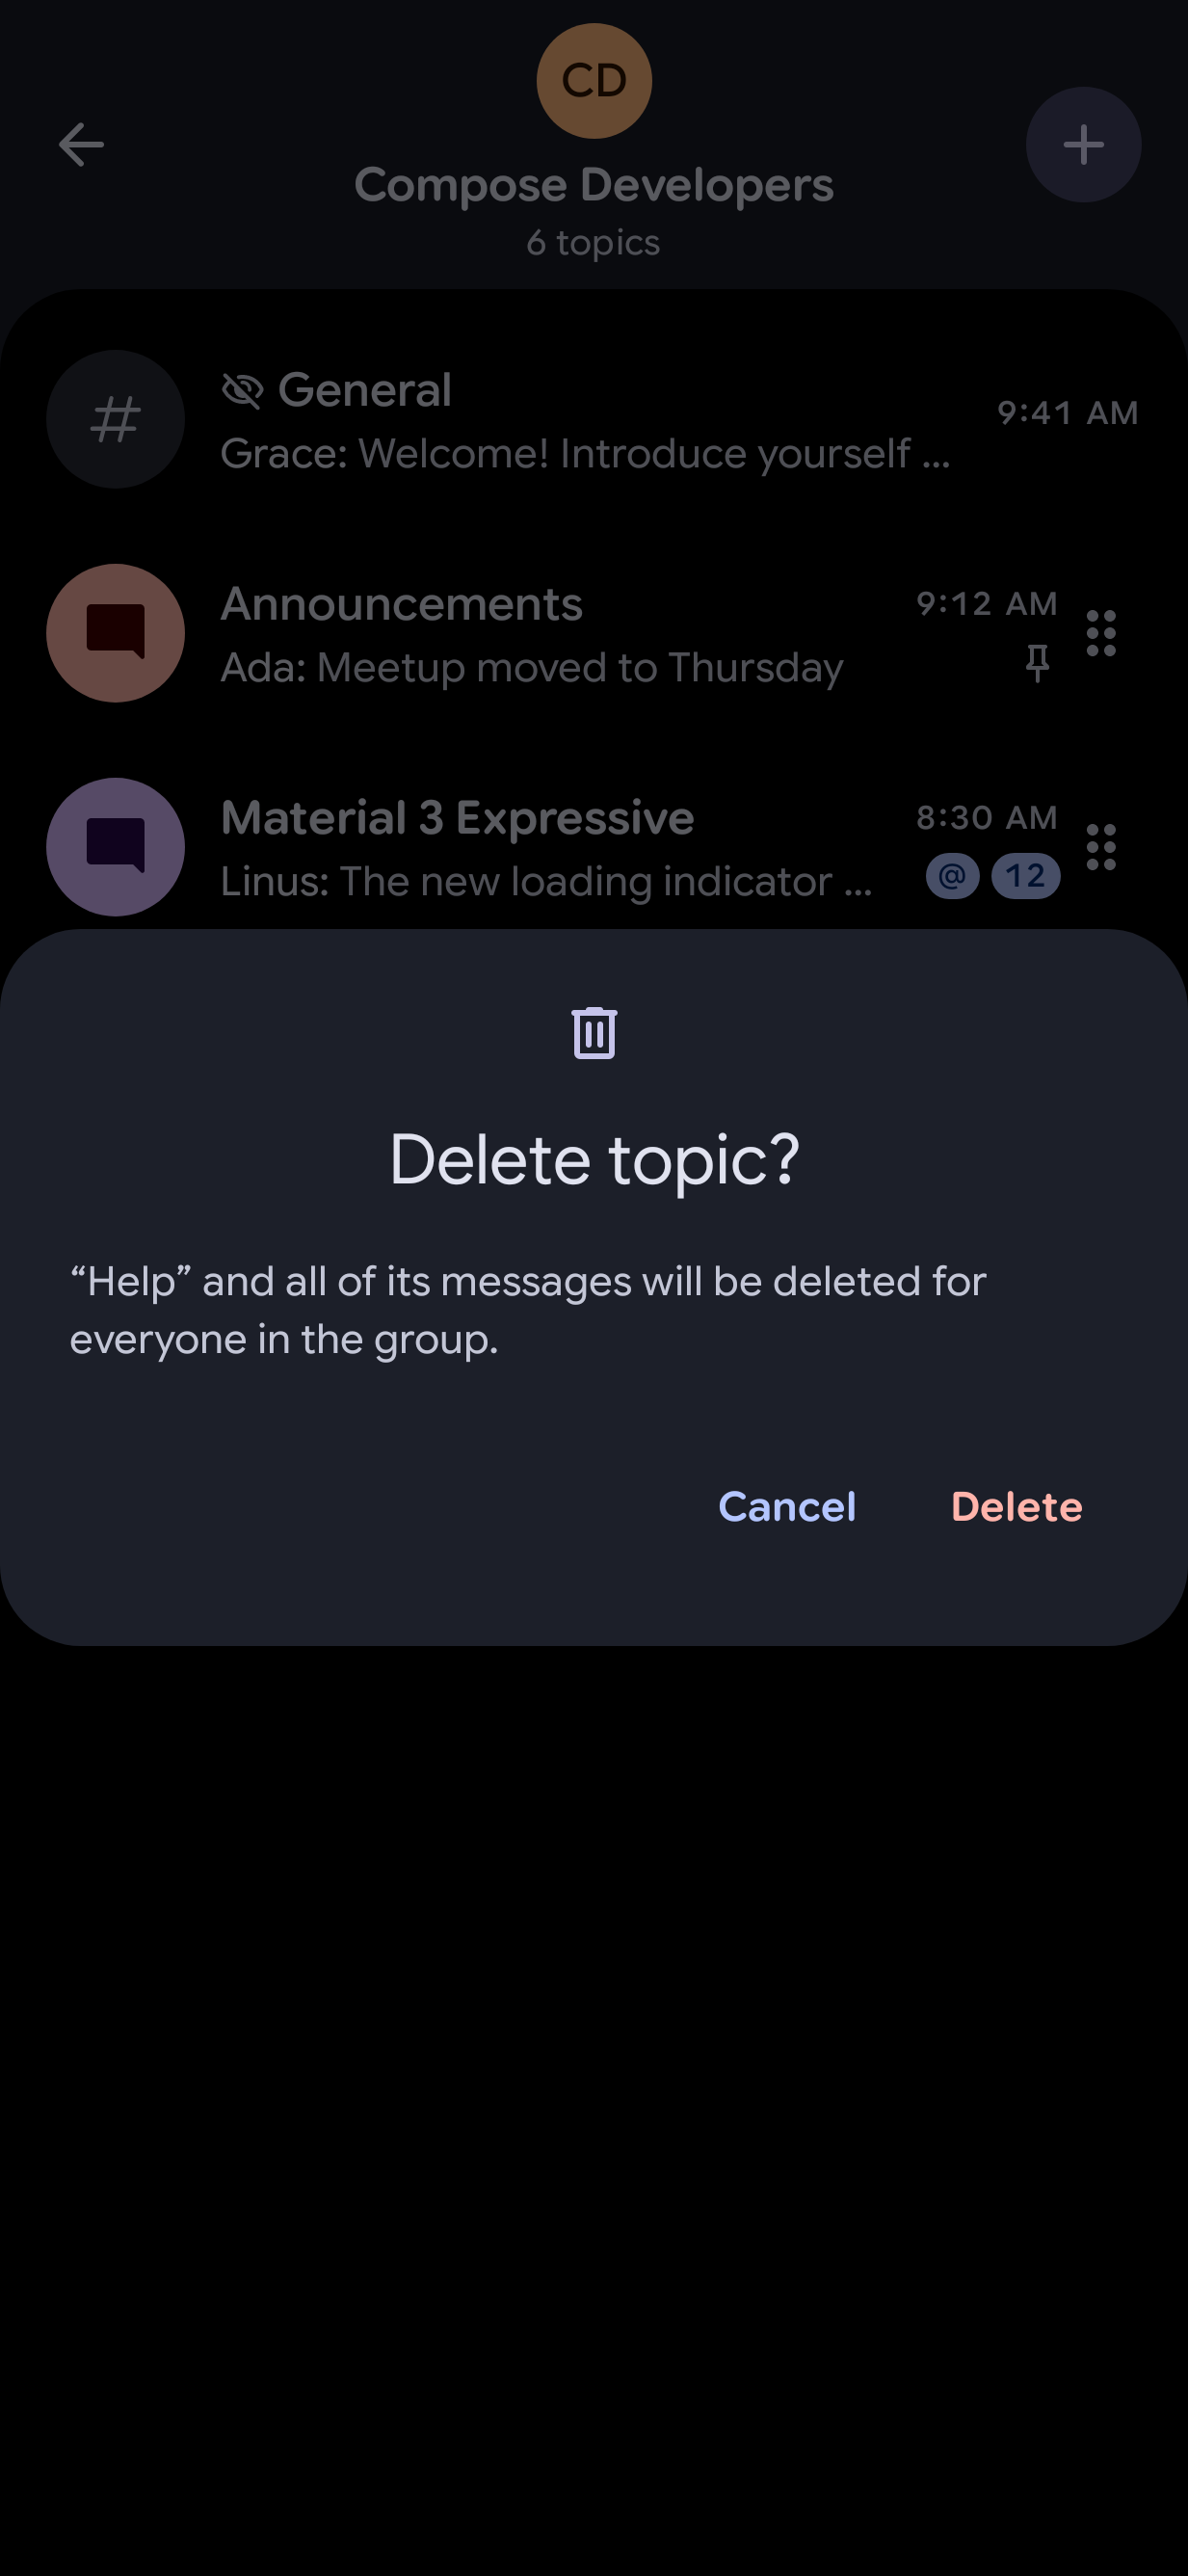 CD
Compose Developers
6 topics
# General
9:41 AM
Grace: Welcome! Introduce yourself ...
Announcements
9:12 AM
Ada: Meetup moved to Thursday
Material 3 Expressive
8:30 AM
Linus: The new loading indicator ...
@ 12
Delete topic?
“Help” and all of its messages will be deleted for
everyone in the group.
Cancel Delete